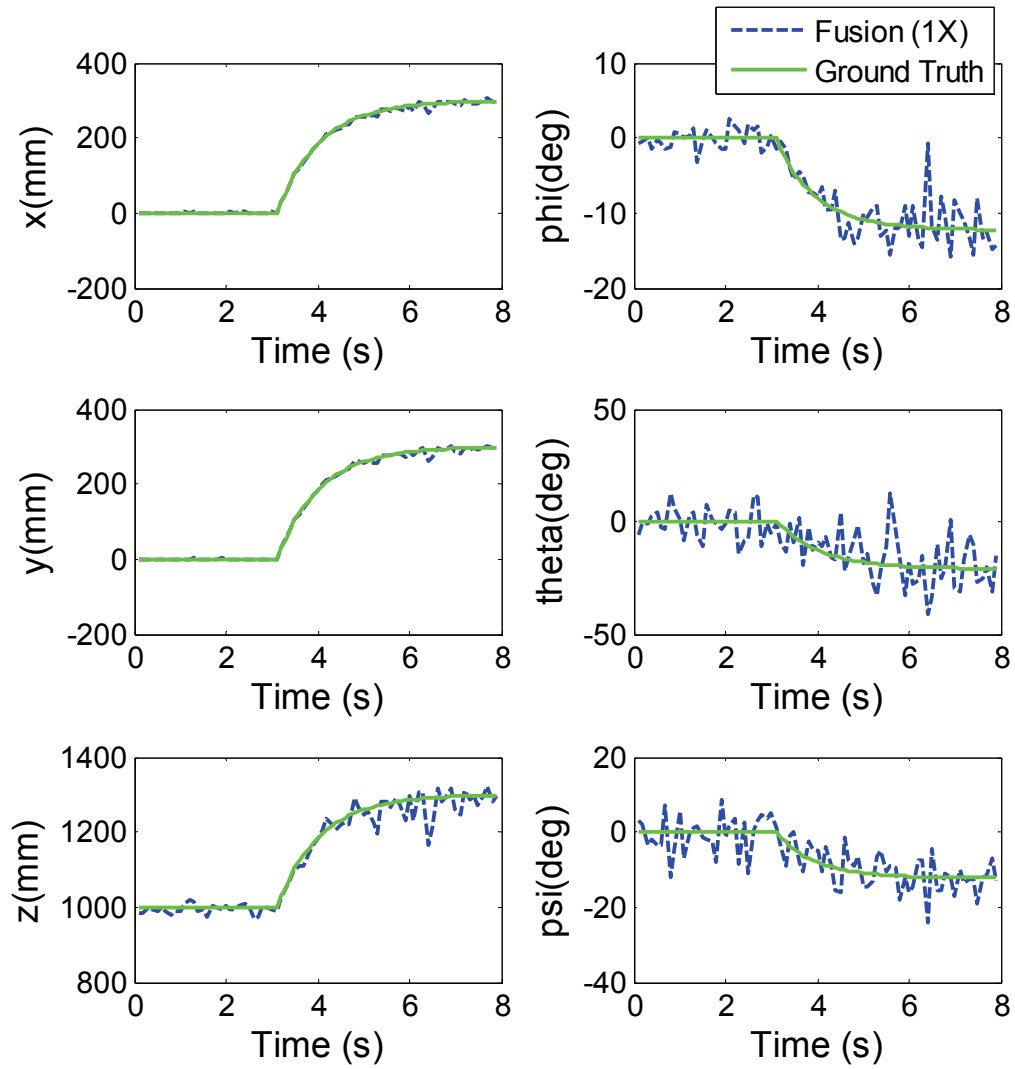 Fusion (1X)
Ground Truth
400
200
0
-200
x(mm)
0 2 4 6 8
Time (s)
10
0
-10
-20
phi(deg)
0 2 4 6 8
Time (s)
400
200
0
-200
y(mm)
0 2 4 6 8
Time (s)
50
0
-50
theta(deg)
0 2 4 6 8
Time (s)
1400
1200
1000
800
z(mm)
0 2 4 6 8
Time (s)
20
0
-20
-40
psi(deg)
0 2 4 6 8
Time (s)